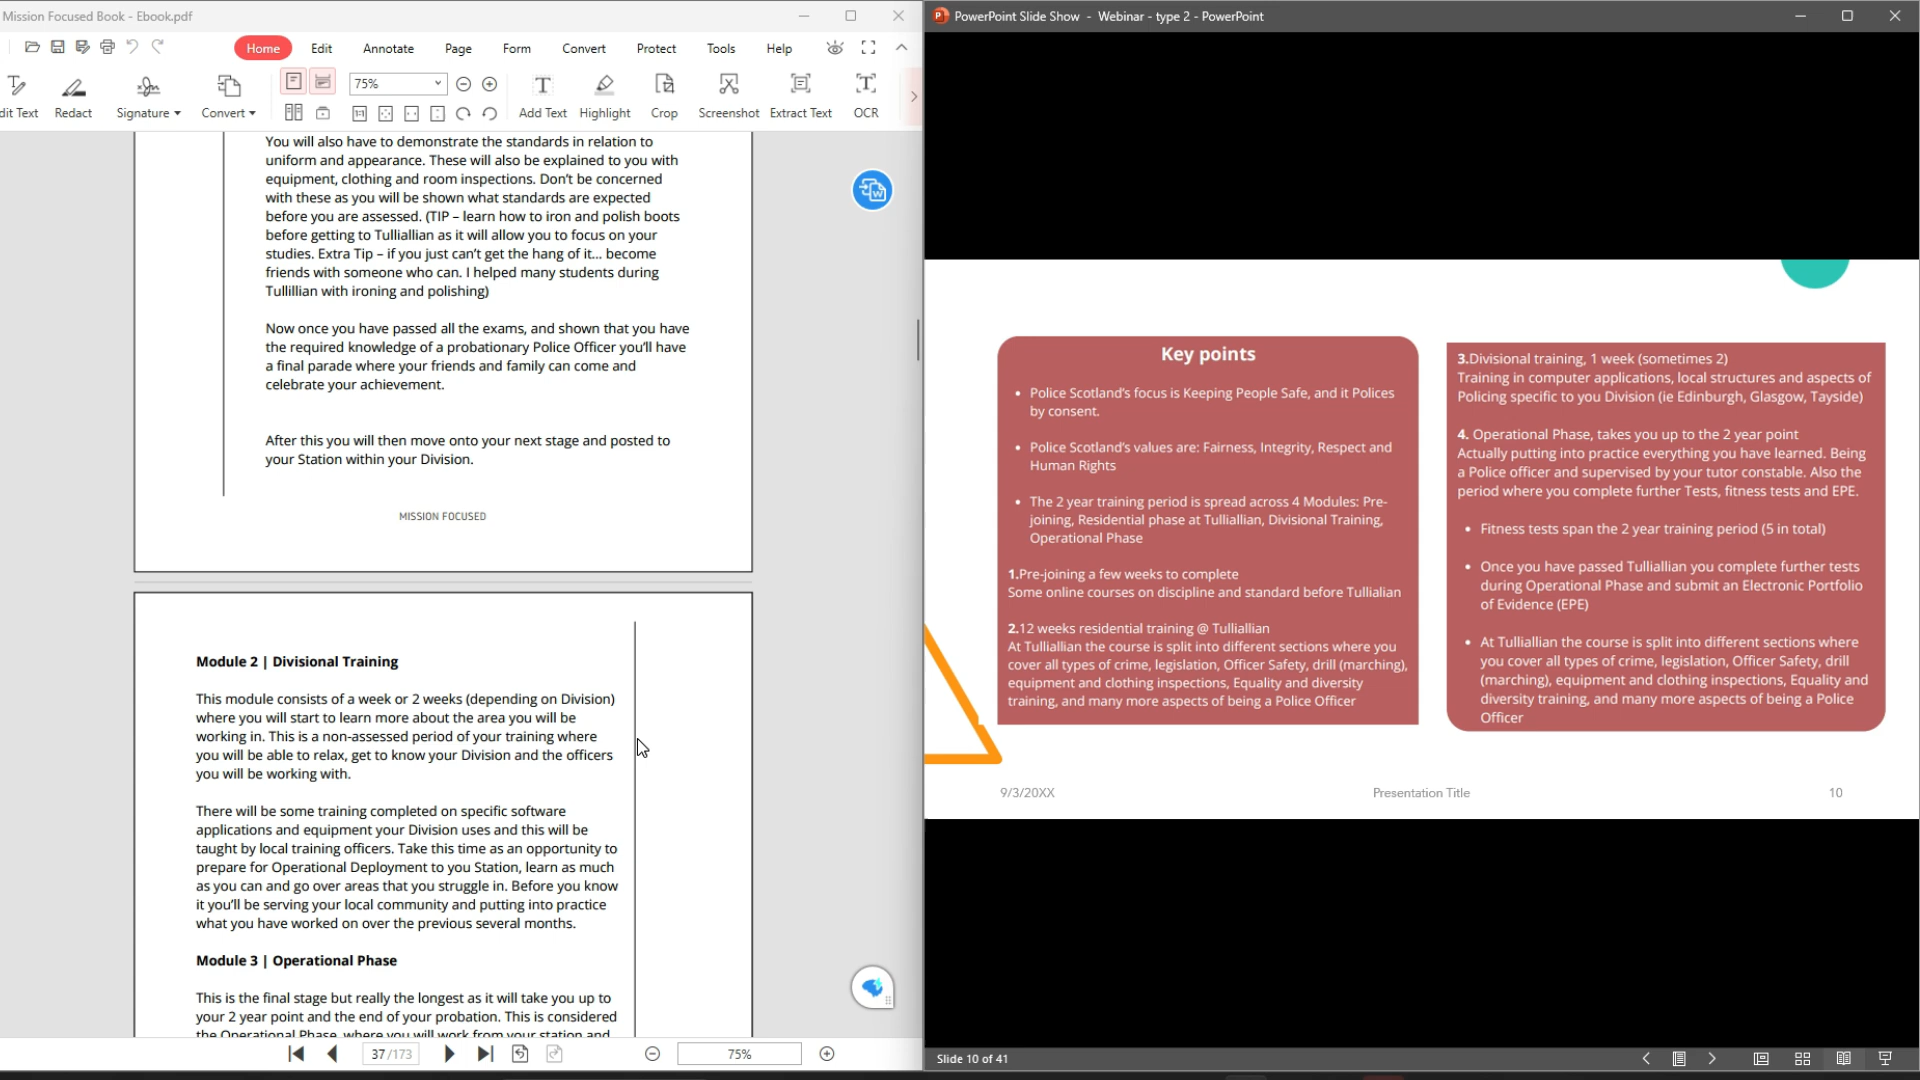 Mission Focused Book - Ebook.pdf
Home Edit Annotate Page Form Convert Protect Tools Help
75%
dit Text Redact Signature Convert Add Text Highlight Crop Screenshot Extract Text OCR
You will also have to demonstrate the standards in relation to
uniform and appearance. These will also be explained to you with
equipment, clothing and room inspections. Don't be concerned
with these as you will be shown what standards are expected
before you are assessed. (TIP – learn how to iron and polish boots
before getting to Tulliallian as it will allow you to focus on your
studies. Extra Tip – if you just can't get the hang of it... become
friends with someone who can. I helped many students during
Tullillian with ironing and polishing)
Now once you have passed all the exams, and shown that you have
the required knowledge of a probationary Police Officer you'll have
a final parade where your friends and family can come and
celebrate your achievement.
After this you will then move onto your next stage and posted to
your Station within your Division.
MISSION FOCUSED
Module 2 | Divisional Training
This module consists of a week or 2 weeks (depending on Division)
where you will start to learn more about the area you will be
working in. This is a non-assessed period of your training where
you will be able to relax, get to know your Division and the officers
you will be working with.
There will be some training completed on specific software
applications and equipment your Division uses and this will be
taught by local training officers. Take this time as an opportunity to
prepare for Operational Deployment to you Station, learn as much
as you can and go over areas that you struggle in. Before you know
it you'll be serving your local community and putting into practice
what you have worked on over the previous several months.
Module 3 | Operational Phase
This is the final stage but really the longest as it will take you up to
your 2 year point and the end of your probation. This is considered
the Operational Phase, where you will work from your station and
37 /173
75%
PowerPoint Slide Show - Webinar - type 2 - PowerPoint
Key points
• Police Scotland's focus is Keeping People Safe, and it Polices
by consent.
• Police Scotland's values are: Fairness, Integrity, Respect and
Human Rights
• The 2 year training period is spread across 4 Modules: Pre-
joining, Residential phase at Tulliallian, Divisional Training,
Operational Phase
1.Pre-joining a few weeks to complete
Some online courses on discipline and standard before Tullialian
2.12 weeks residential training @ Tulliallian
At Tulliallian the course is split into different sections where you
cover all types of crime, legislation, Officer Safety, drill (marching),
equipment and clothing inspections, Equality and diversity
training, and many more aspects of being a Police Officer
3.Divisional training, 1 week (sometimes 2)
Training in computer applications, local structures and aspects of
Policing specific to you Division (ie Edinburgh, Glasgow, Tayside)
4. Operational Phase, takes you up to the 2 year point
Actually putting into practice everything you have learned. Being
a Police officer and supervised by your tutor constable. Also the
period where you complete further Tests, fitness tests and EPE.
• Fitness tests span the 2 year training period (5 in total)
• Once you have passed Tulliallian you complete further tests
during Operational Phase and submit an Electronic Portfolio
of Evidence (EPE)
• At Tulliallian the course is split into different sections where
you cover all types of crime, legislation, Officer Safety, drill
(marching), equipment and clothing inspections, Equality and
diversity training, and many more aspects of being a Police
Officer
9/3/20XX Presentation Title 10
Slide 10 of 41